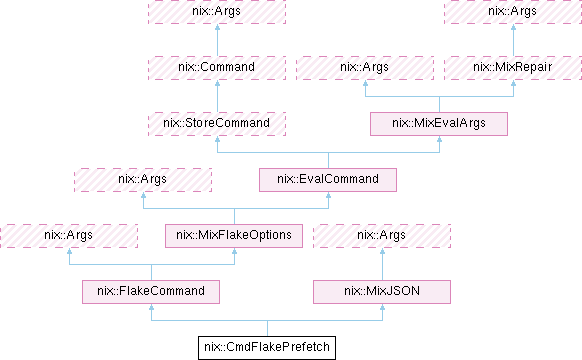 nix::Args
nix::Args
nix::Command
nix::Args
nix::MixRepair
nix::StoreCommand
nix::MixEvalArgs
nix::Args
nix::EvalCommand
nix::Args
nix::MixFlakeOptions
nix::Args
nix::FlakeCommand
nix::MixJSON
nix::CmdFlakePrefetch